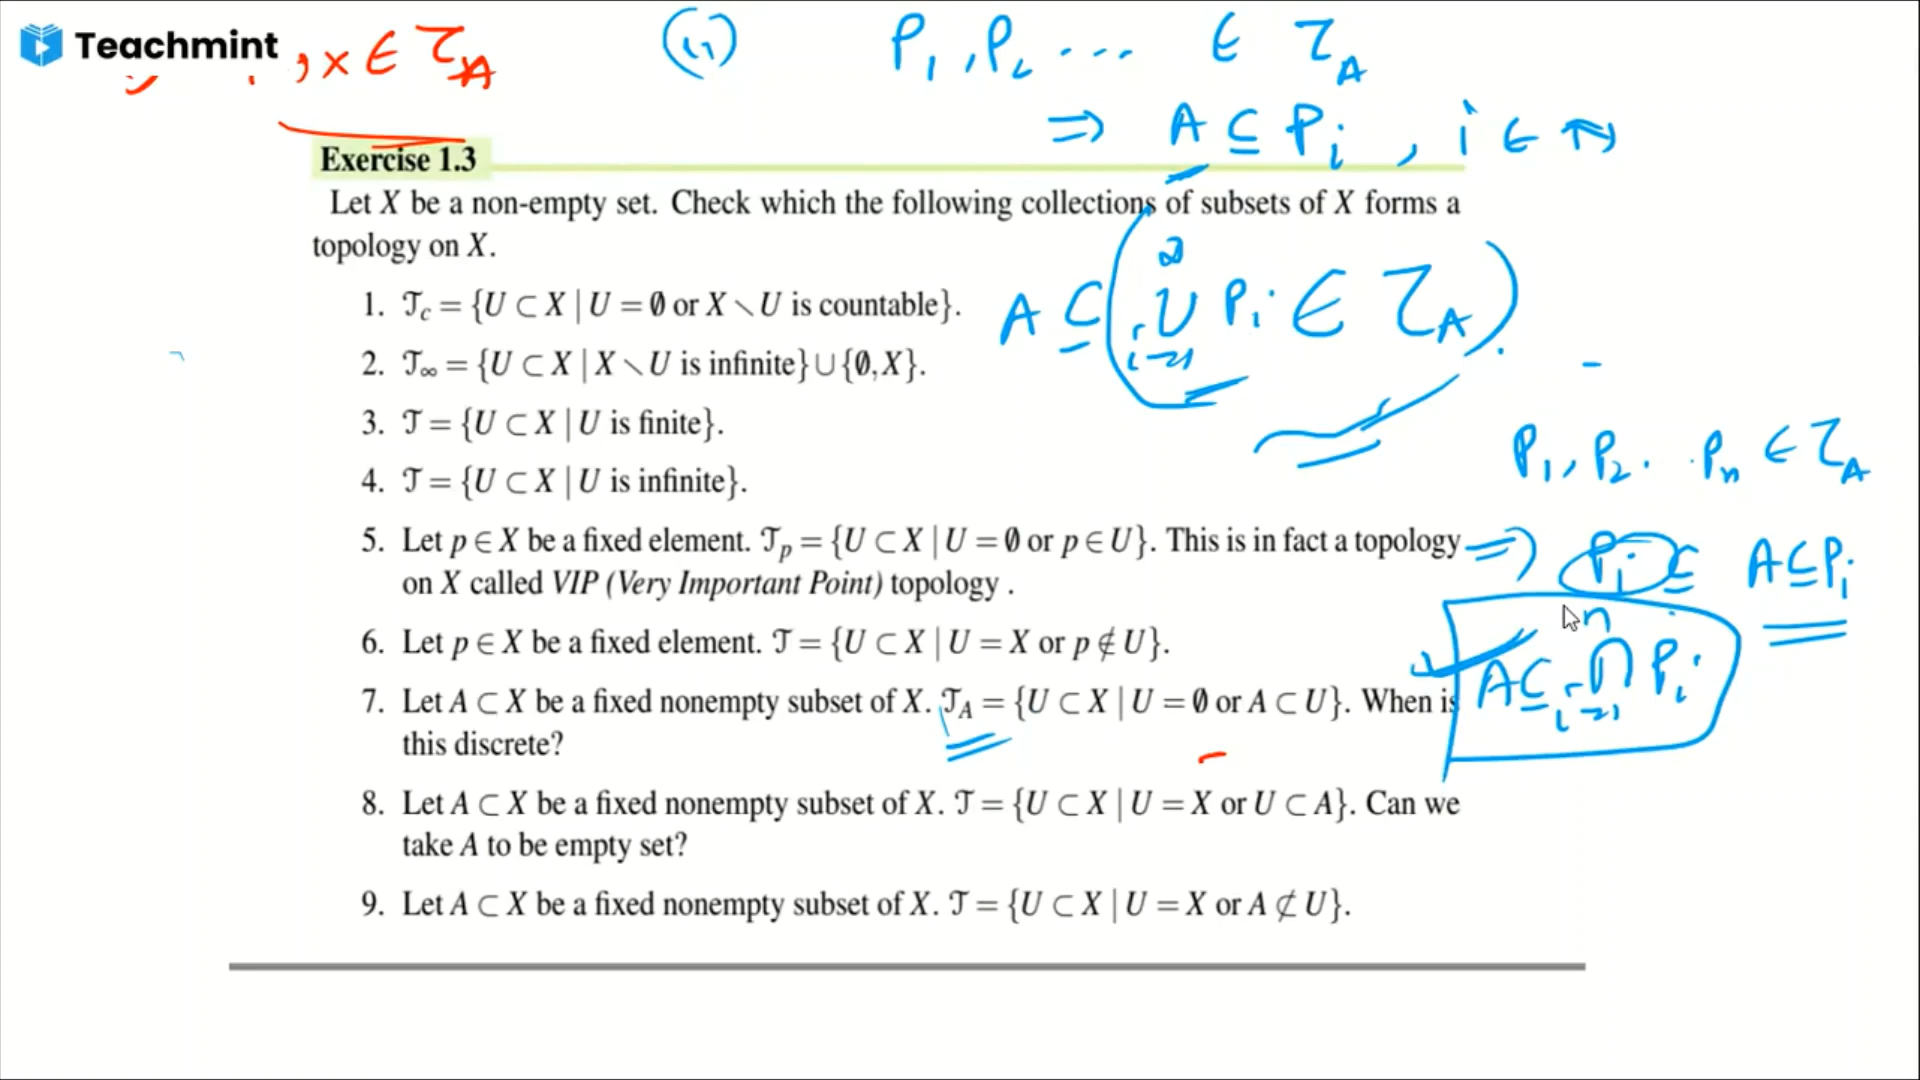 Teachmint
, x ∈ τ_A
(ii) P₁, P₂ ... ∈ τ_A
⇒ A ⊆ Pᵢ , i ∈ ℕ
Exercise 1.3
Let X be a non-empty set. Check which the following collections of subsets of X forms a
topology on X.
1. 𝒯_c = {U ⊂ X | U = ∅ or X ∖ U is countable}.
A ⊆ (∞ ∪ i=1 Pᵢ ∈ τ_A).
2. 𝒯_∞ = {U ⊂ X | X ∖ U is infinite} ∪ {∅, X}.
3. 𝒯 = {U ⊂ X | U is finite}.
P₁, P₂ . . Pₙ ∈ τ_A
4. 𝒯 = {U ⊂ X | U is infinite}.
5. Let p ∈ X be a fixed element. 𝒯_p = {U ⊂ X | U = ∅ or p ∈ U}. This is in fact a topology
⇒ Pᵢ ⊆ A ⊆ Pᵢ
on X called VIP (Very Important Point) topology .
6. Let p ∈ X be a fixed element. 𝒯 = {U ⊂ X | U = X or p ∉ U}.
A ⊆ n ∩ i=1 Pᵢ
7. Let A ⊂ X be a fixed nonempty subset of X. 𝒯_A = {U ⊂ X | U = ∅ or A ⊂ U}. When is
this discrete?
8. Let A ⊂ X be a fixed nonempty subset of X. 𝒯 = {U ⊂ X | U = X or U ⊂ A}. Can we
take A to be empty set?
9. Let A ⊂ X be a fixed nonempty subset of X. 𝒯 = {U ⊂ X | U = X or A ⊄ U}.